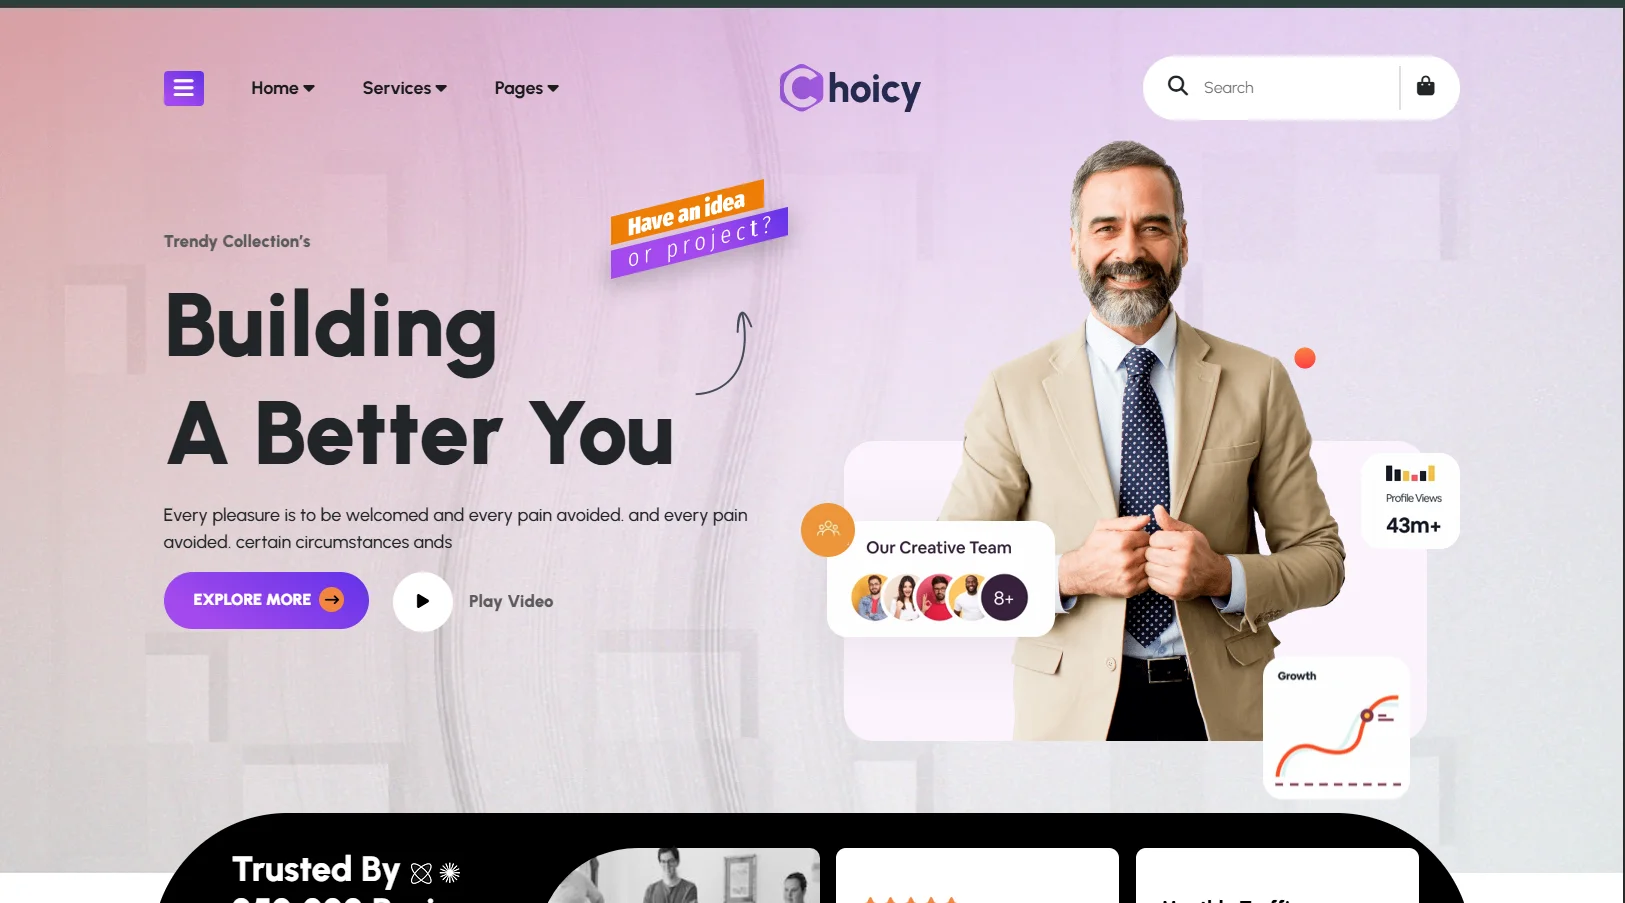 Home
Services
Pages
Choicy
Search
Have an idea
or project?
Trendy Collection's
Building
A Better You
Every pleasure is to be welcomed and every pain avoided. and every pain
avoided. certain circumstances ands
EXPLORE MORE
Play Video
Profile Views
43m+
Our Creative Team
8+
Growth
Trusted By